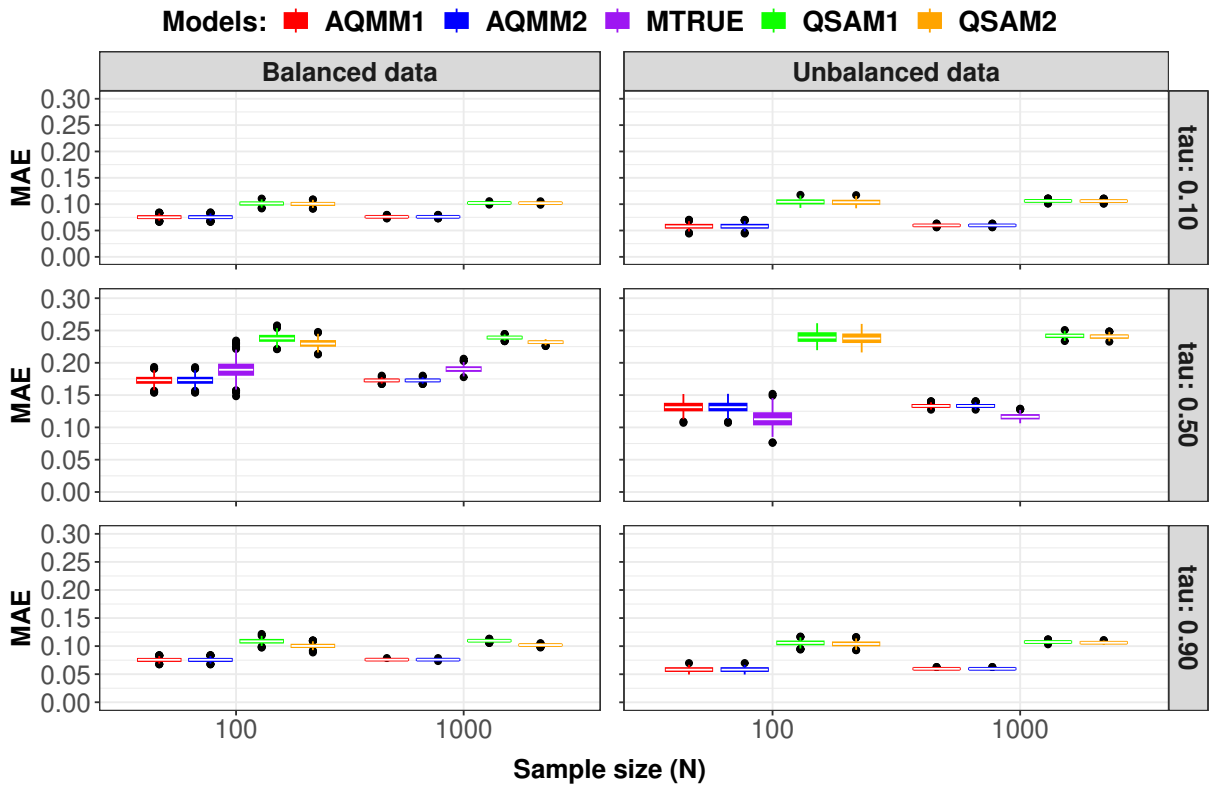 Models: AQMM1 AQMM2 MTRUE QSAM1 QSAM2
Balanced data Unbalanced data
MAE
0.30
0.25
0.20
0.15
0.10
0.05
0.00
tau: 0.10
MAE
0.30
0.25
0.20
0.15
0.10
0.05
0.00
tau: 0.50
MAE
0.30
0.25
0.20
0.15
0.10
0.05
0.00
tau: 0.90
100 1000 100 1000
Sample size (N)